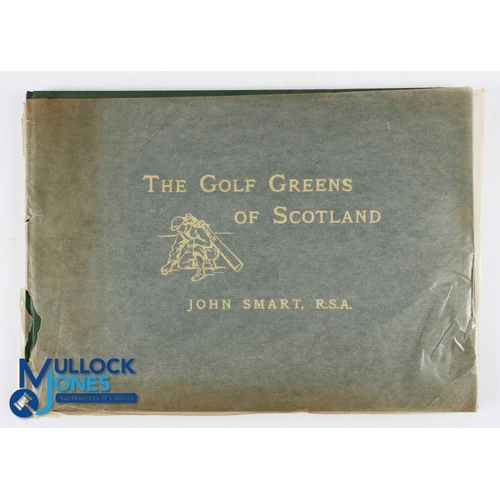 THE GOLF GREENS
OF SCOTLAND
JOHN SMART, R.S.A.
MULLOCK
JONES
Auctioneers & Valuers